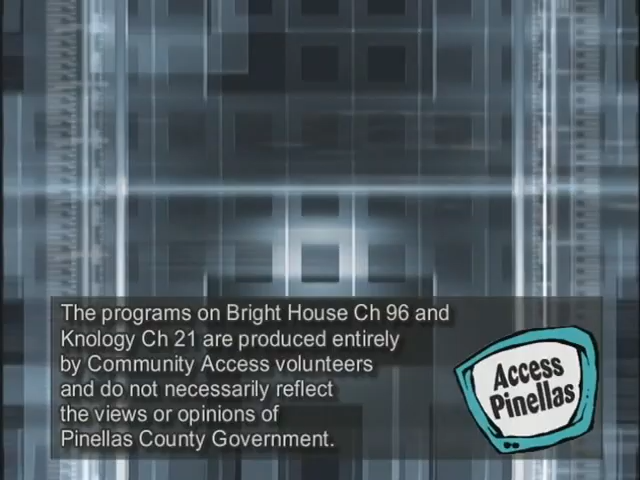 The programs on Bright House Ch 96 and
Knology Ch 21 are produced entirely
by Community Access volunteers
and do not necessarily reflect
the views or opinions of
Pinellas County Government.
Access
Pinellas